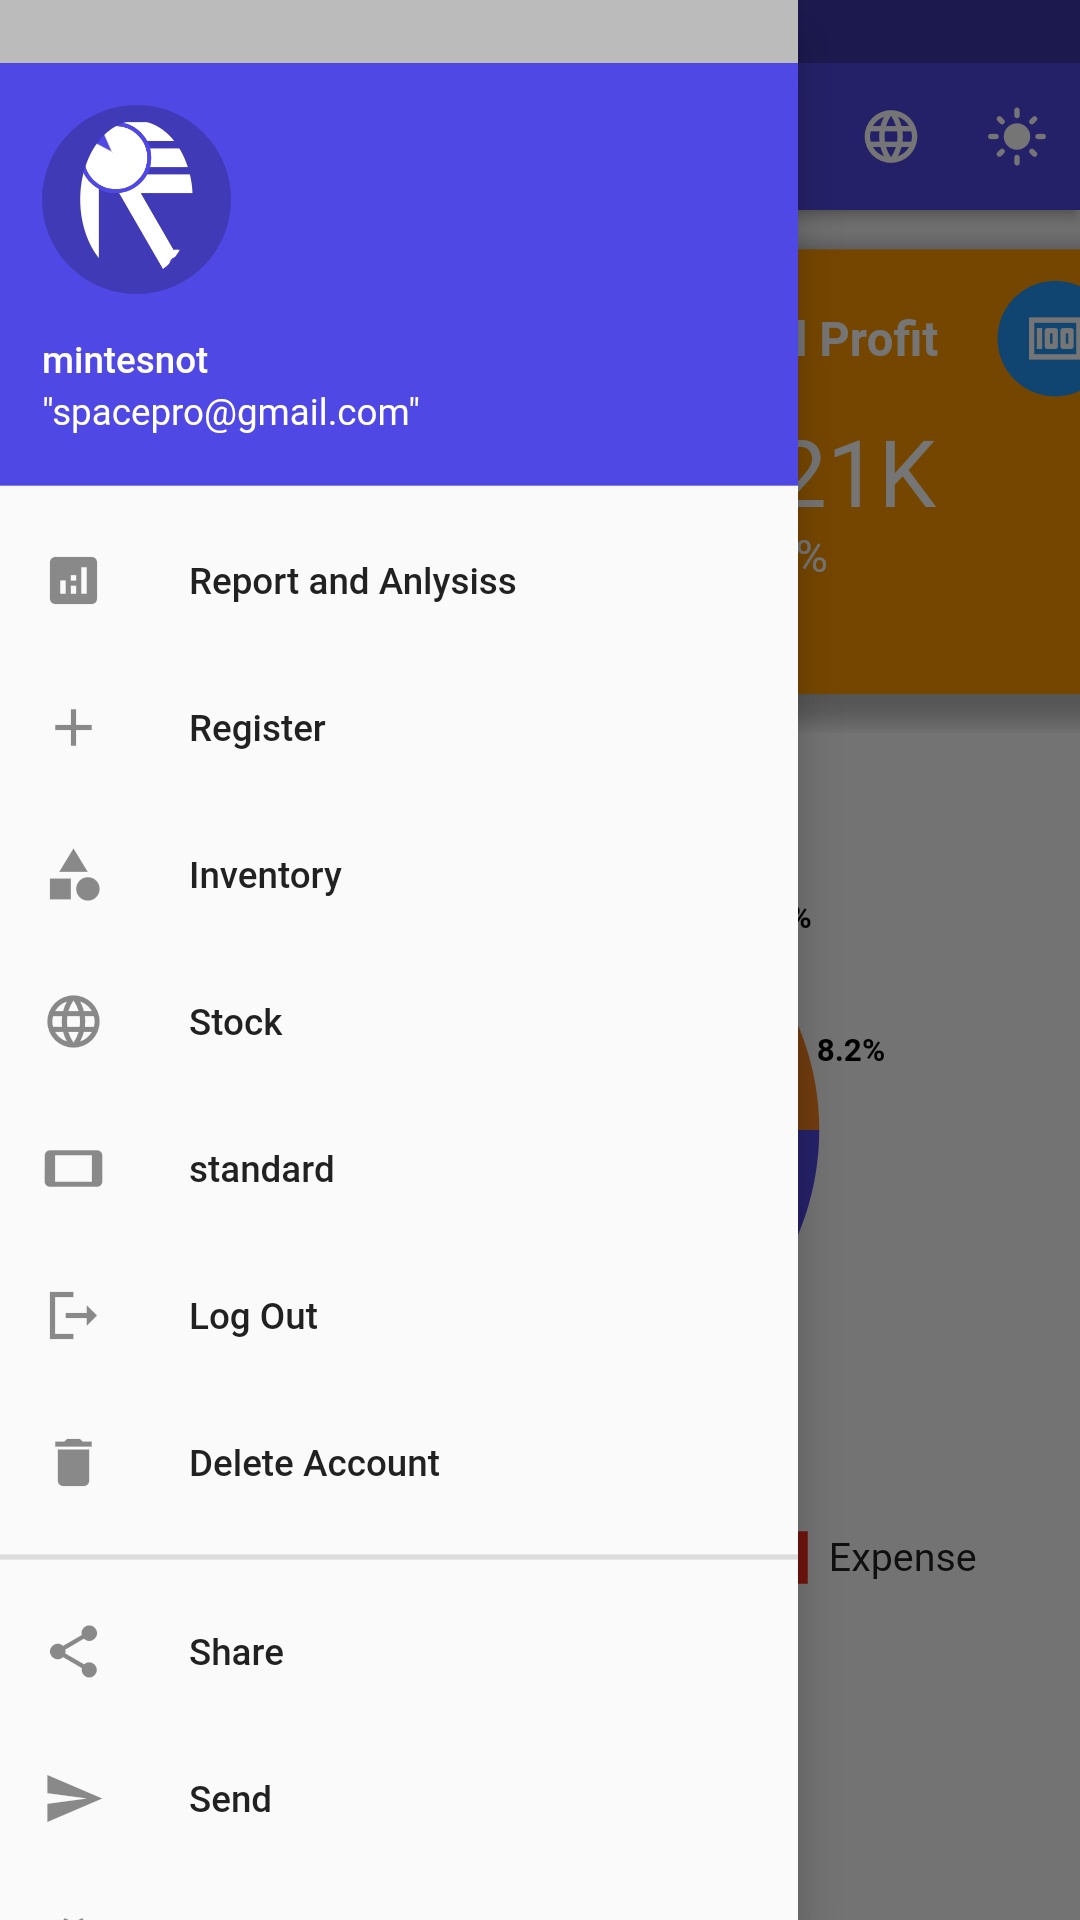 mintesnot
"spacepro@gmail.com"
l Profit
100
21K
%
Report and Anlysiss
Register
Inventory
%
Stock
8.2%
standard
Log Out
Delete Account
Expense
Share
Send